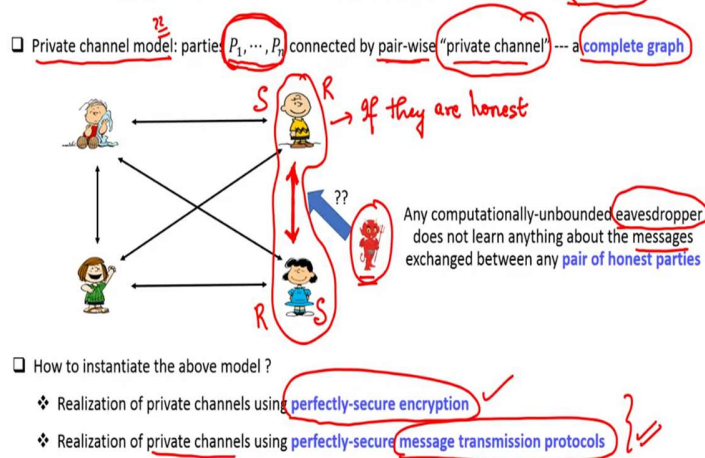 ??
❑ Private channel model: parties P₁, ⋯, Pₙ connected by pair-wise "private channel" --- a complete graph
S R → If they are honest
??
Any computationally-unbounded eavesdropper
does not learn anything about the messages
exchanged between any pair of honest parties
R S
❑ How to instantiate the above model ?
❖ Realization of private channels using perfectly-secure encryption
❖ Realization of private channels using perfectly-secure message transmission protocols